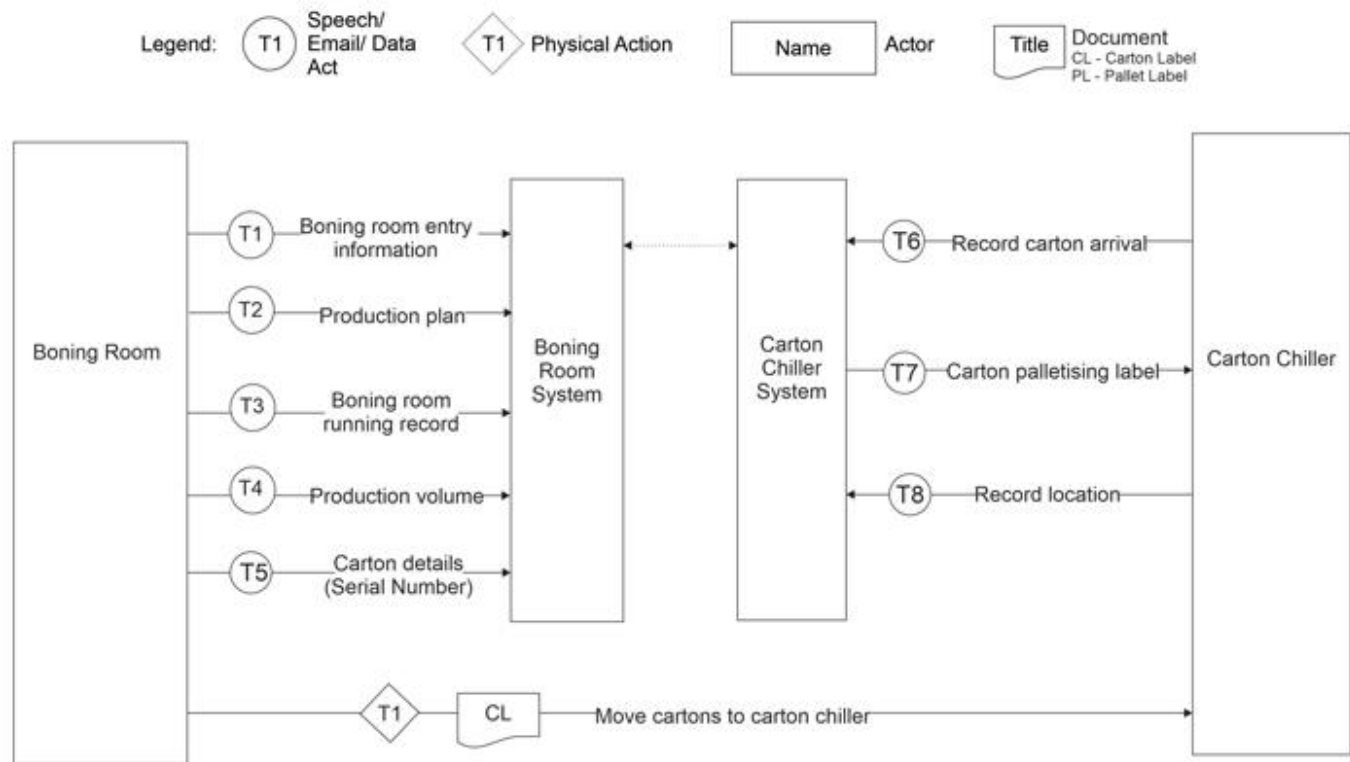 Legend:
T1
Speech/
Email/ Data
Act
T1
Physical Action
Name
Actor
Title
Document
CL - Carton Label
PL - Pallet Label
Boning Room
T1
Boning room entry
information
T2
Production plan
T3
Boning room
running record
T4
Production volume
T5
Carton details
(Serial Number)
Boning
Room
System
Carton
Chiller
System
T6
Record carton arrival
T7
Carton palletising label
T8
Record location
Carton Chiller
T1
CL
Move cartons to carton chiller